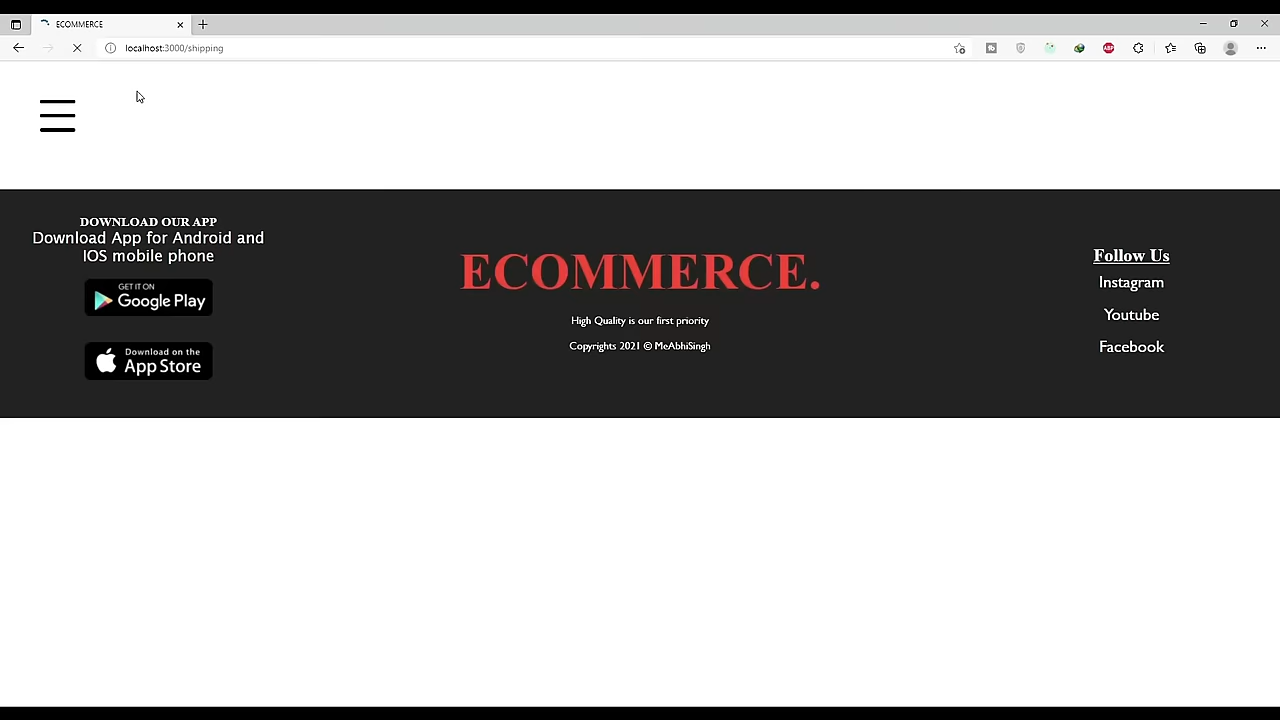 ECOMMERCE
localhost:3000/shipping
ABP
DOWNLOAD OUR APP
Download App for Android and
IOS mobile phone
GET IT ON
Google Play
Download on the
App Store
ECOMMERCE.
High Quality is our first priority
Copyrights 2021 © MeAbhiSingh
Follow Us
Instagram
Youtube
Facebook